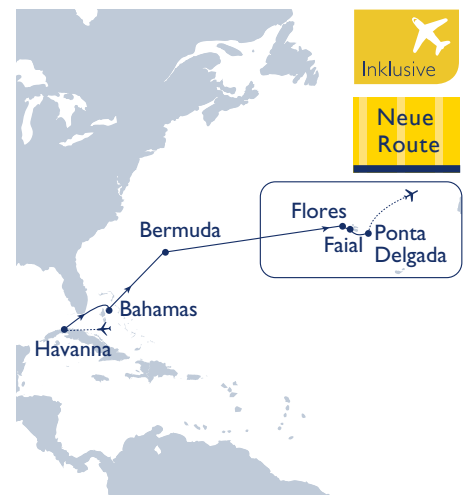 Inklusive
Neue
Route
Flores
Bermuda
Faial
Ponta
Delgada
Bahamas
Havanna